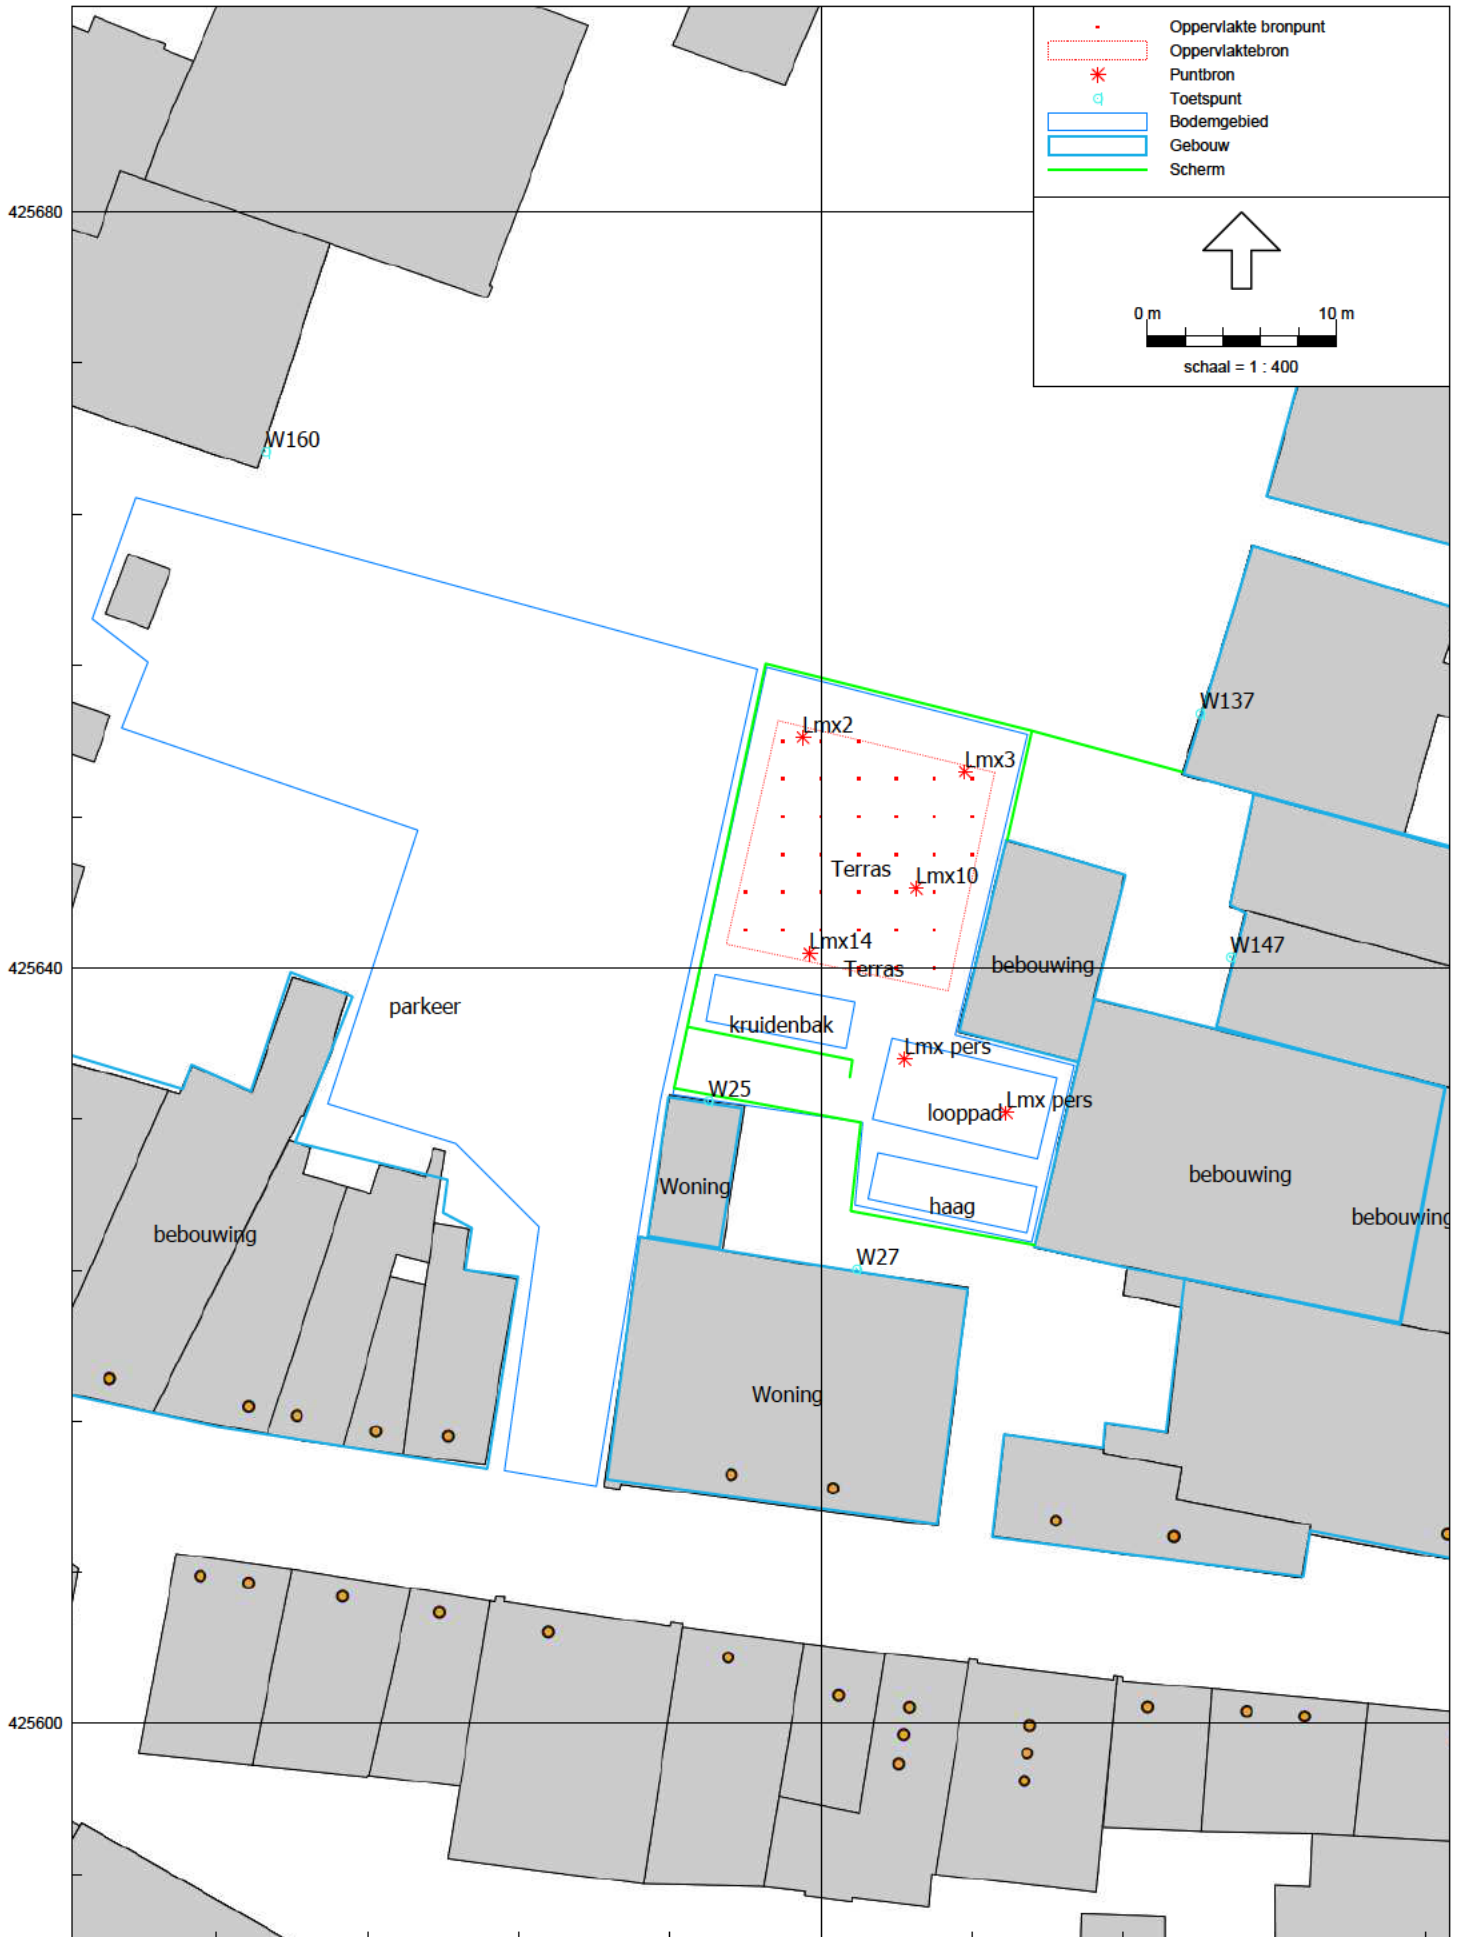 Oppervlakte bronpunt
Oppervlaktebron
Puntbron
Toetspunt
Bodemgebied
Gebouw
Scherm
425680
0 m 10 m
schaal = 1 : 400
W160
W137
Lmx2
Lmx3
Terras
Lmx10
Lmx14
W147
425640
Terras
bebouwing
parkeer
kruidenbak
Lmx pers
W25
looppad
Lmx pers
Woning
bebouwing
haag
bebouwing
bebouwing
W27
Woning
425600